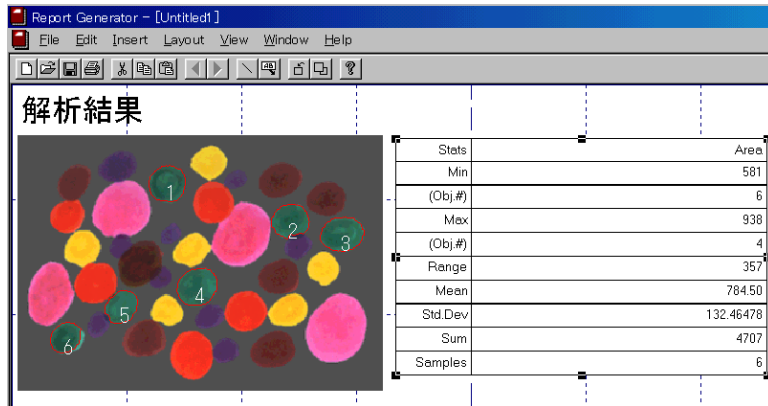 Report Generator - [Untitled1]
File Edit Insert Layout View Window Help
解析結果
1
2
3
4
5
6
Stats Area
Min 581
(Obj.#) 6
Max 938
(Obj.#) 4
Range 357
Mean 784.50
Std.Dev 132.46478
Sum 4707
Samples 6